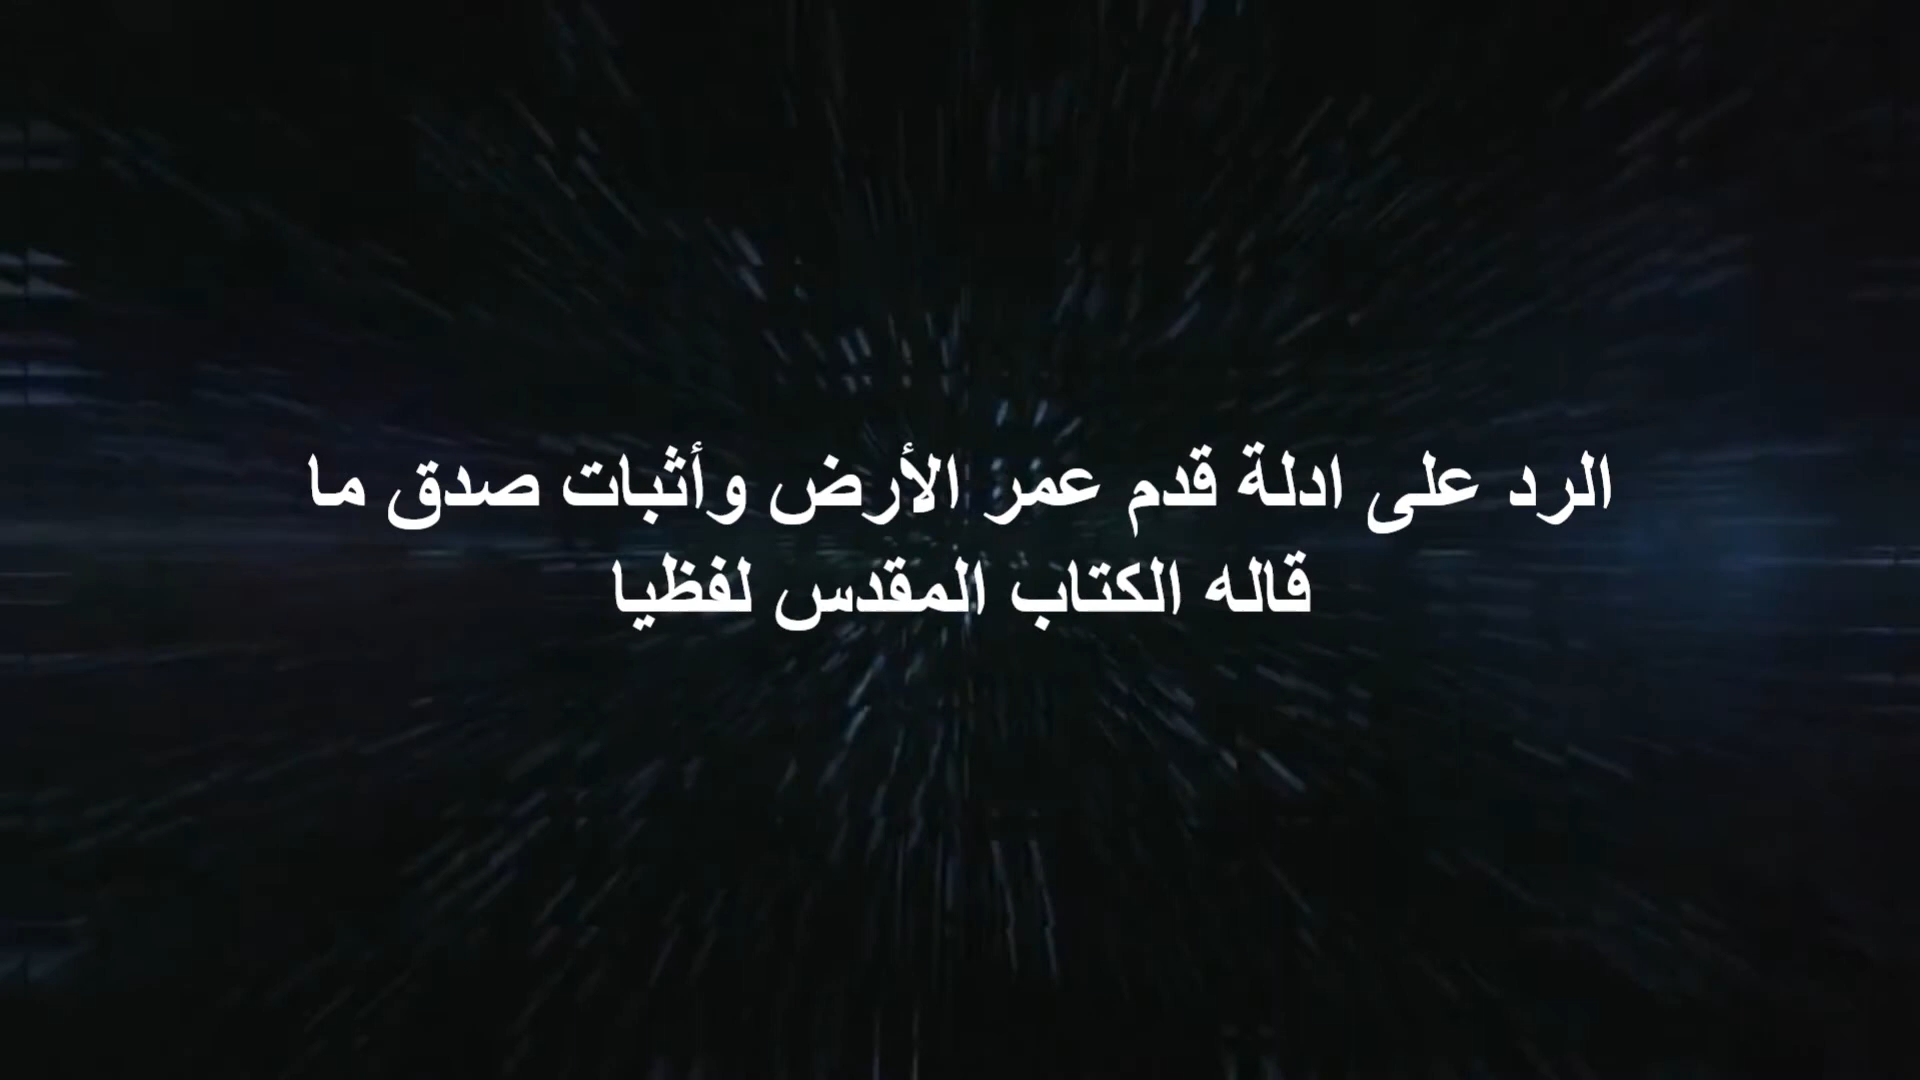 الرد على ادلة قدم عمر الأرض وأثبات صدق ما
قاله الكتاب المقدس لفظيا